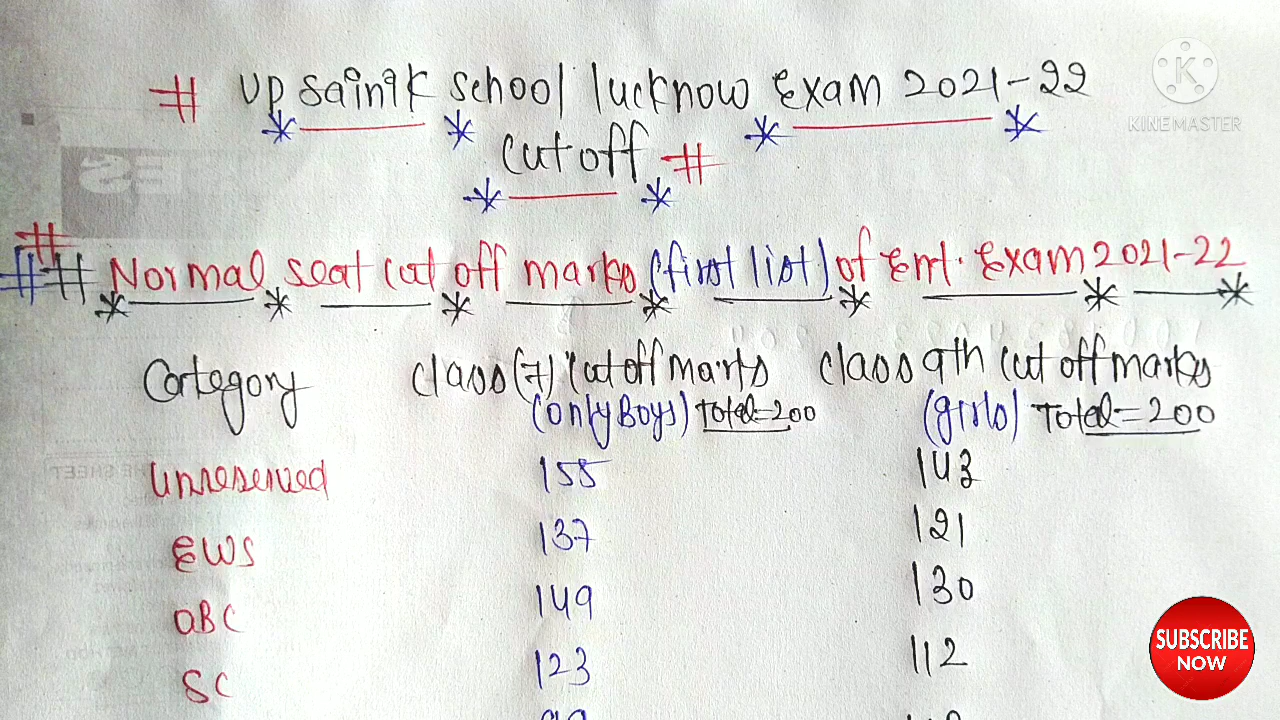 # UP Sainik School lucknow Exam 2021-22
cut off #
### Normal seat cut off marks (first list) of Ent. Exam 2021-22
Category Class (7) cut off marks Class 9th cut off marks
(only Boys) Total=200 (girls) Total=200
Unreserved 155 143
EWS 137 121
OBC 149 130
SC 123 112
KINEMASTER
SUBSCRIBE
NOW